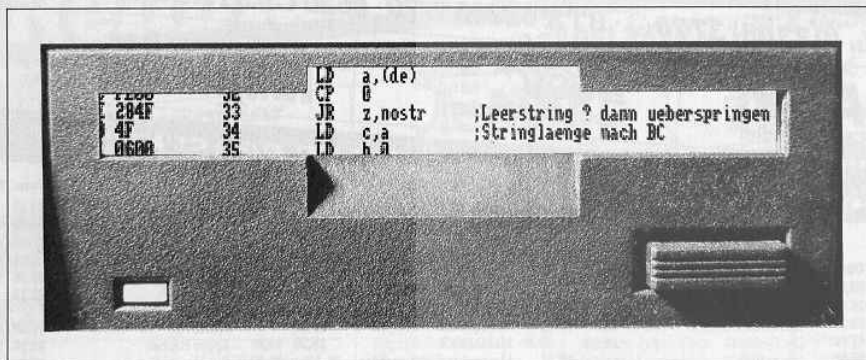 LD a,(de)
32 CP 0
284F 33 JR z,nostr ;Leerstring ? dann ueberspringen
4F 34 LD c,a ;Stringlaenge nach BC
0600 35 LD b,0